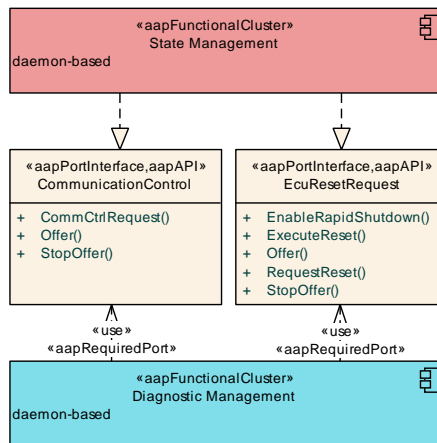 «aapFunctionalCluster»
State Management
daemon-based
«aapPortInterface,aapAPI»
CommunicationControl
+ CommCtrlRequest()
+ Offer()
+ StopOffer()
«aapPortInterface,aapAPI»
EcuResetRequest
+ EnableRapidShutdown()
+ ExecuteReset()
+ Offer()
+ RequestReset()
+ StopOffer()
«use»
«aapRequiredPort»
«use»
«aapRequiredPort»
«aapFunctionalCluster»
Diagnostic Management
daemon-based